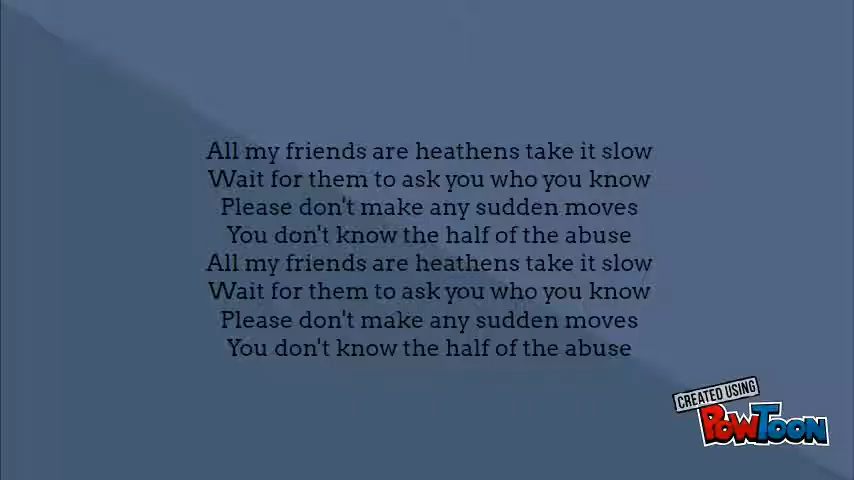 All my friends are heathens take it slow
Wait for them to ask you who you know
Please don't make any sudden moves
You don't know the half of the abuse
All my friends are heathens take it slow
Wait for them to ask you who you know
Please don't make any sudden moves
You don't know the half of the abuse
CREATED USING
POWTOON